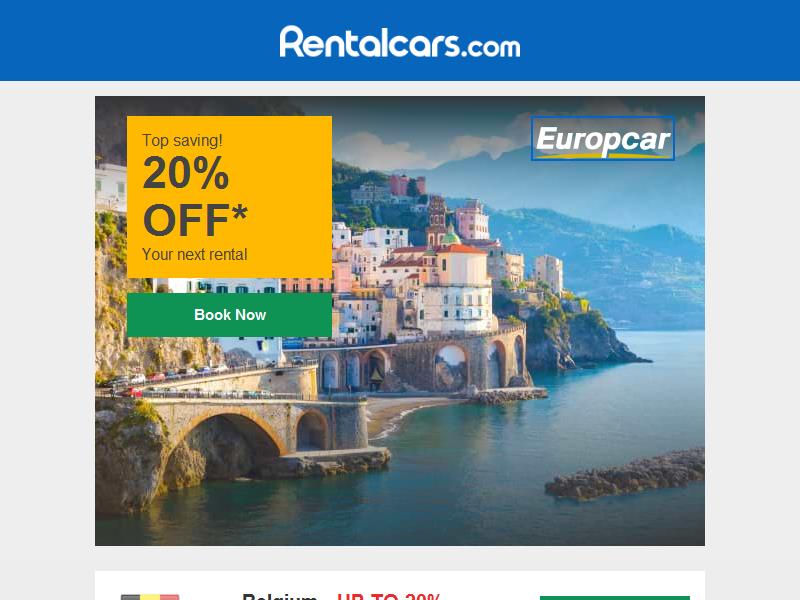 Rentalcars.com
Top saving!
20%
OFF*
Your next rental
Europcar
Book Now
Belgium - UP TO 20%